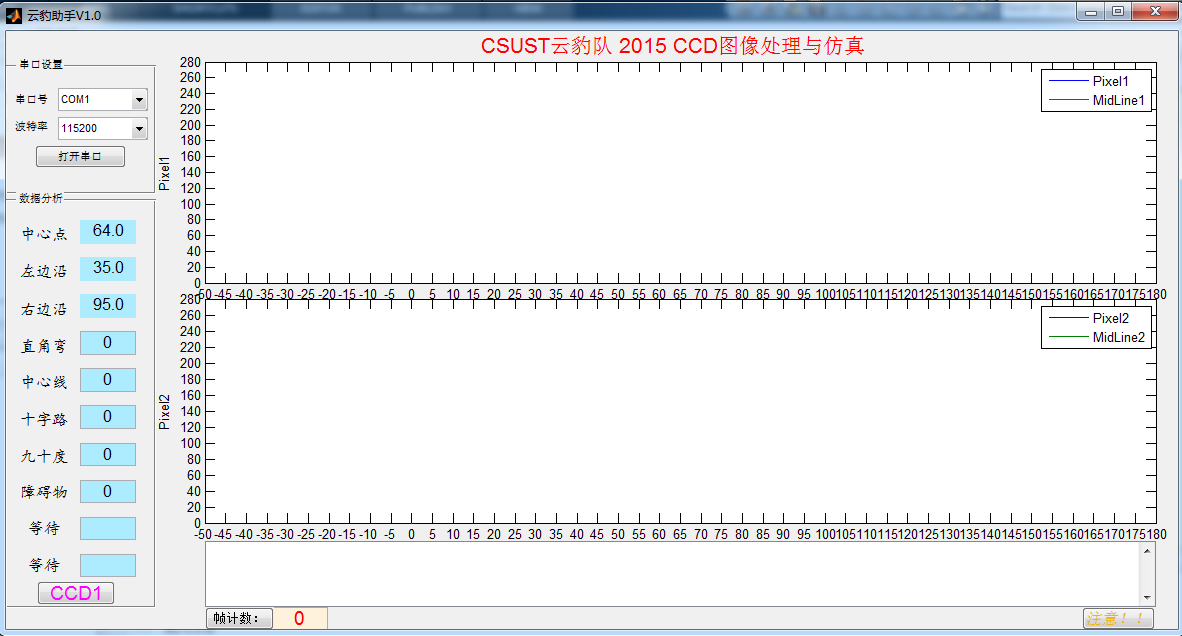 云豹助手V1.0
CSUST云豹队 2015 CCD图像处理与仿真
串口设置
串口号 COM1
波特率 115200
打开串口
数据分析
中心点 64.0
左边沿 35.0
右边沿 95.0
直角弯 0
中心线 0
十字路 0
九十度 0
障碍物 0
等待
等待
CCD1
Pixel1
280
260
240
220
200
180
160
140
120
100
80
60
40
20
0
-50 -45 -40 -35 -30 -25 -20 -15 -10 -5 0 5 10 15 20 25 30 35 40 45 50 55 60 65 70 75 80 85 90 95 100 105 110 115 120 125 130 135 140 145 150 155 160 165 170 175 180
Pixel1
MidLine1
Pixel2
280
260
240
220
200
180
160
140
120
100
80
60
40
20
0
-50 -45 -40 -35 -30 -25 -20 -15 -10 -5 0 5 10 15 20 25 30 35 40 45 50 55 60 65 70 75 80 85 90 95 100 105 110 115 120 125 130 135 140 145 150 155 160 165 170 175 180
Pixel2
MidLine2
帧计数： 0
注意！！